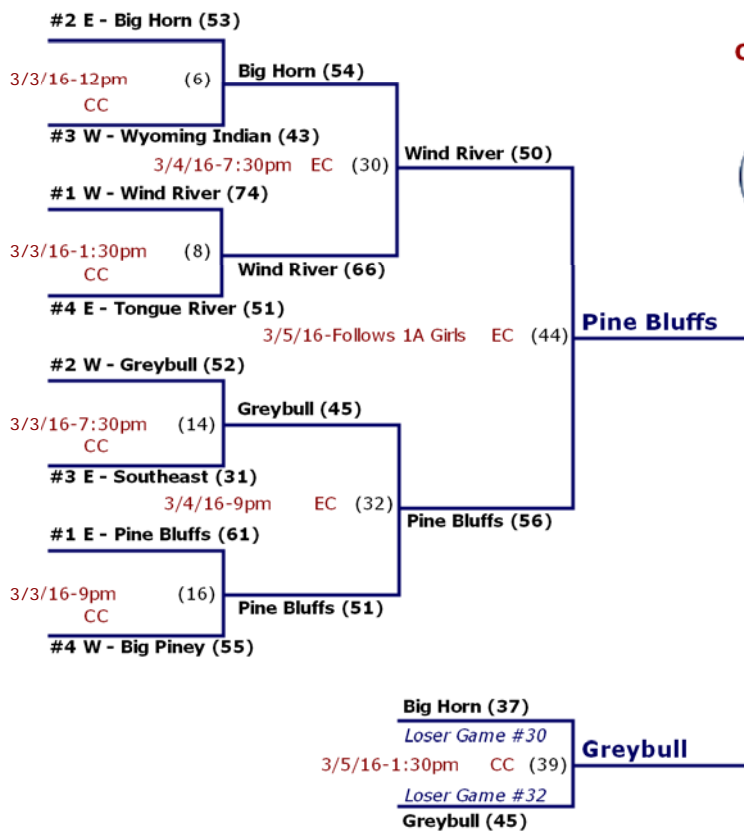 #2 E - Big Horn (53)
3/3/16-12pm (6)
CC
Big Horn (54)
#3 W - Wyoming Indian (43)
3/4/16-7:30pm EC (30)
Wind River (50)
#1 W - Wind River (74)
3/3/16-1:30pm (8)
CC
Wind River (66)
#4 E - Tongue River (51)
3/5/16-Follows 1A Girls EC (44)
Pine Bluffs
#2 W - Greybull (52)
3/3/16-7:30pm (14)
CC
Greybull (45)
#3 E - Southeast (31)
3/4/16-9pm EC (32)
Pine Bluffs (56)
#1 E - Pine Bluffs (61)
3/3/16-9pm (16)
CC
Pine Bluffs (51)
#4 W - Big Piney (55)
Big Horn (37)
Loser Game #30
3/5/16-1:30pm CC (39)
Greybull
Loser Game #32
Greybull (45)